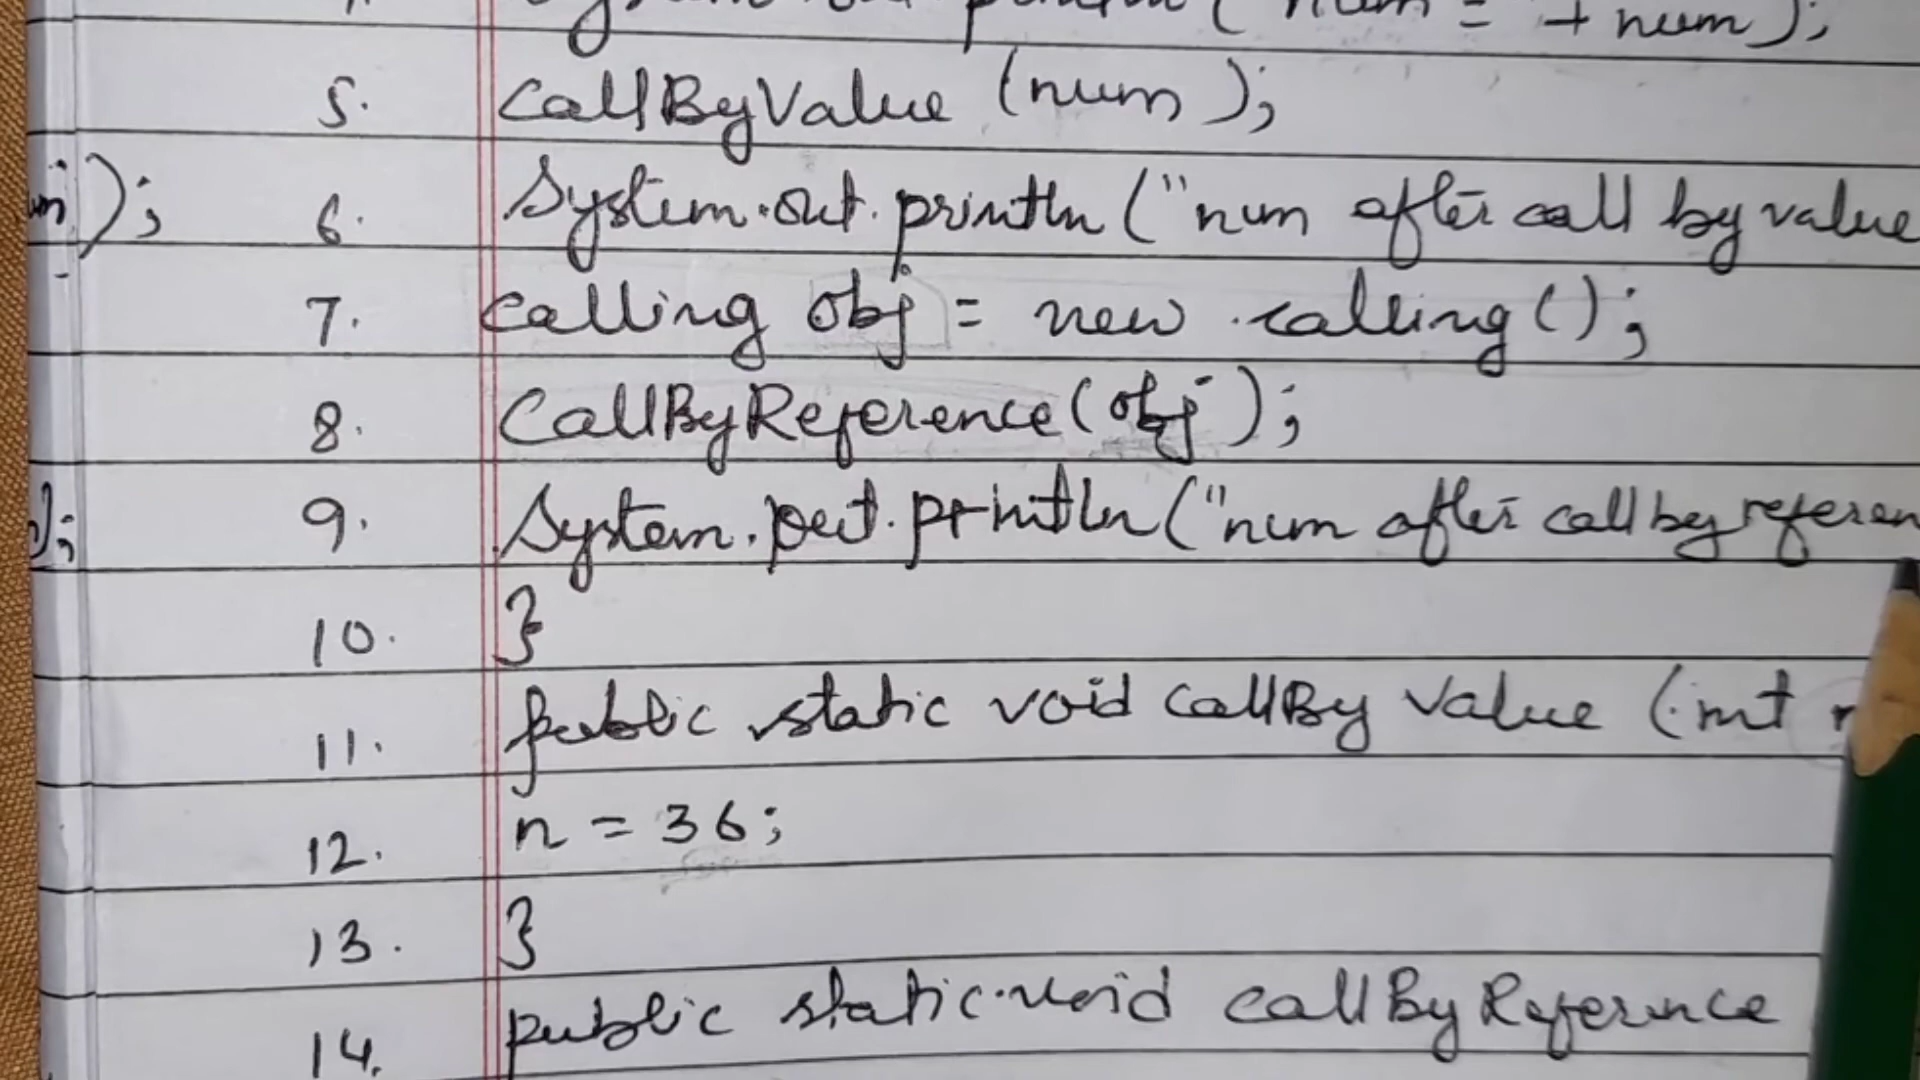 num = + num);
5. callByValue (num );
6. System.out.println ("num after call by value
7. calling obj = new calling();
8. CallByReference(obj );
9. System.out.println ("num after call by referen
10. }
11. public static void callBy Value (int
12. n = 36;
13. }
14. public static void callByReference
);
);